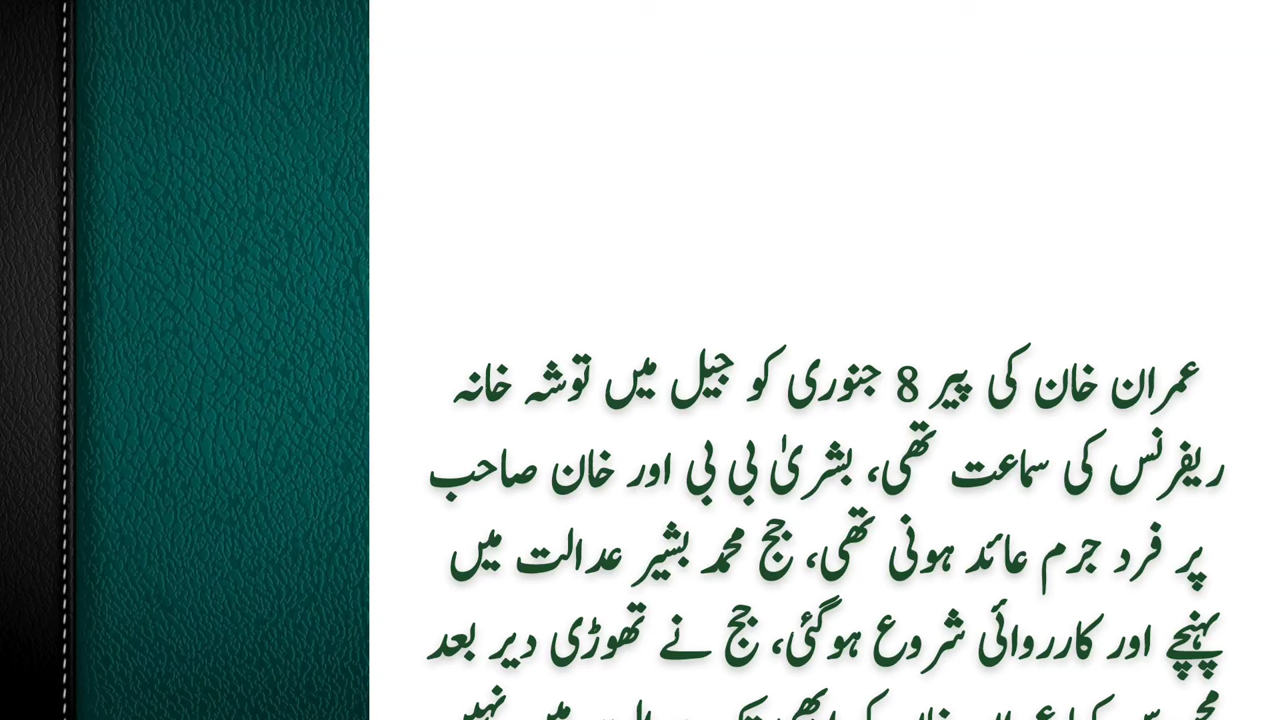 عمران خان کی پیر 8 جنوری کو جیل میں توشہ خانہ
ریفرنس کی سماعت تھی، بشریٰ بی بی اور خان صاحب
پر فرد جرم عائد ہونی تھی، جج محمد بشیر عدالت میں
پہنچے اور کارروائی شروع ہوگئی، جج نے تھوڑی دیر بعد